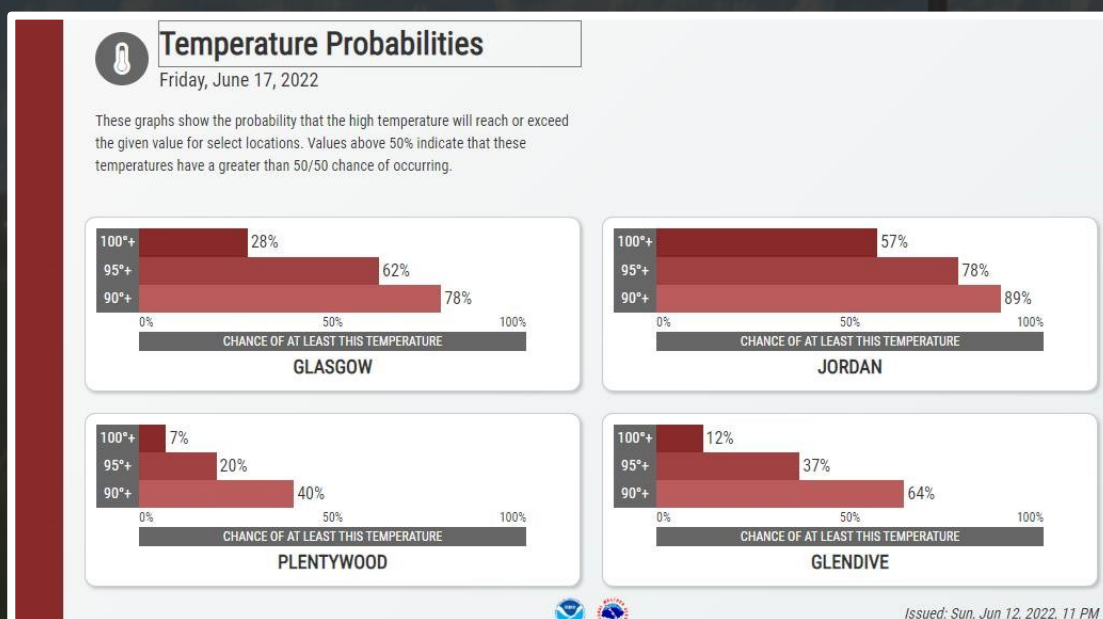 Temperature Probabilities
Friday, June 17, 2022
These graphs show the probability that the high temperature will reach or exceed
the given value for select locations. Values above 50% indicate that these
temperatures have a greater than 50/50 chance of occurring.
100°+ 28%
95°+ 62%
90°+ 78%
0% 50% 100%
CHANCE OF AT LEAST THIS TEMPERATURE
GLASGOW
100°+ 57%
95°+ 78%
90°+ 89%
0% 50% 100%
CHANCE OF AT LEAST THIS TEMPERATURE
JORDAN
100°+ 7%
95°+ 20%
90°+ 40%
0% 50% 100%
CHANCE OF AT LEAST THIS TEMPERATURE
PLENTYWOOD
100°+ 12%
95°+ 37%
90°+ 64%
0% 50% 100%
CHANCE OF AT LEAST THIS TEMPERATURE
GLENDIVE
Issued: Sun, Jun 12, 2022, 11 PM